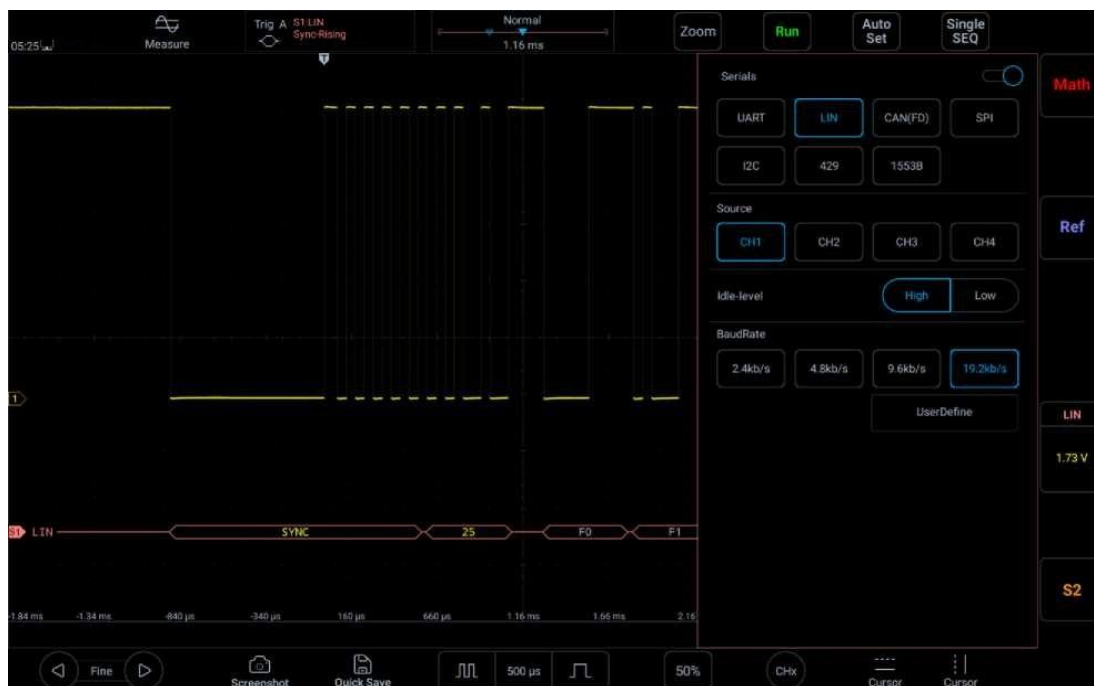 05:25
Measure
Trig A S1:LIN
Sync-Rising
Normal
1.16 ms
Zoom
Run
Auto
Set
Single
SEQ
T
Serials
UART LIN CAN(FD) SPI
I2C 429 1553B
Source
CH1 CH2 CH3 CH4
Idle-level High Low
BaudRate
2.4kb/s 4.8kb/s 9.6kb/s 19.2kb/s
UserDefine
Math
Ref
LIN
1.73 V
S2
1
S1 LIN SYNC 25 F0 F1
-1.84 ms -1.34 ms -840 µs -340 µs 160 µs 660 µs 1.16 ms 1.66 ms 2.16
Fine
Screenshot
Quick Save
500 µs
50%
CHx
Cursor
Cursor